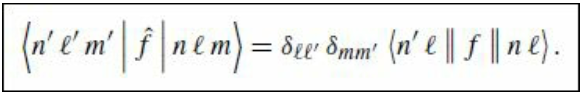 ⟨n′ ℓ′ m′ | f̂ | n ℓ m⟩ = δ_{ℓℓ′} δ_{mm′} ⟨n′ ℓ ‖ f ‖ n ℓ⟩.